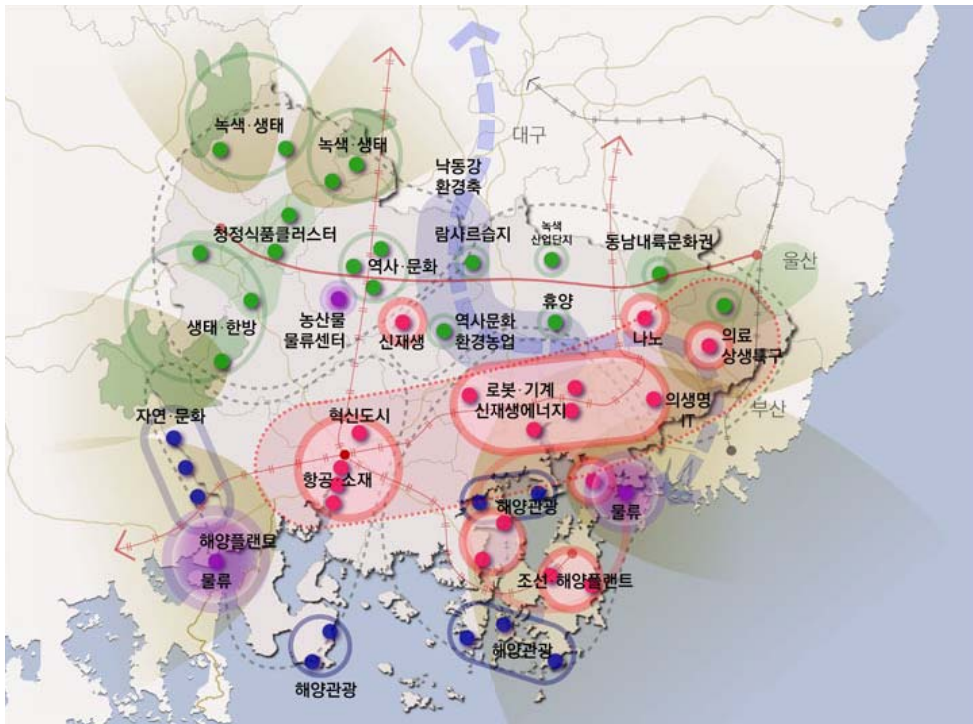 녹색·생태
녹색·생태
대구
낙동강
환경축
청정식품클러스터
역사·문화
람사르습지
녹색
산업단지
동남내륙문화권
울산
생태·한방
농산물
물류센터
신재생
역사문화
환경농업
휴양
나노
의료
상생특구
자연·문화
혁신도시
로봇·기계
신재생에너지
의생명
IT
부산
항공·소재
해양관광
물류
해양플랜트
물류
조선·해양플랜트
해양관광
해양관광